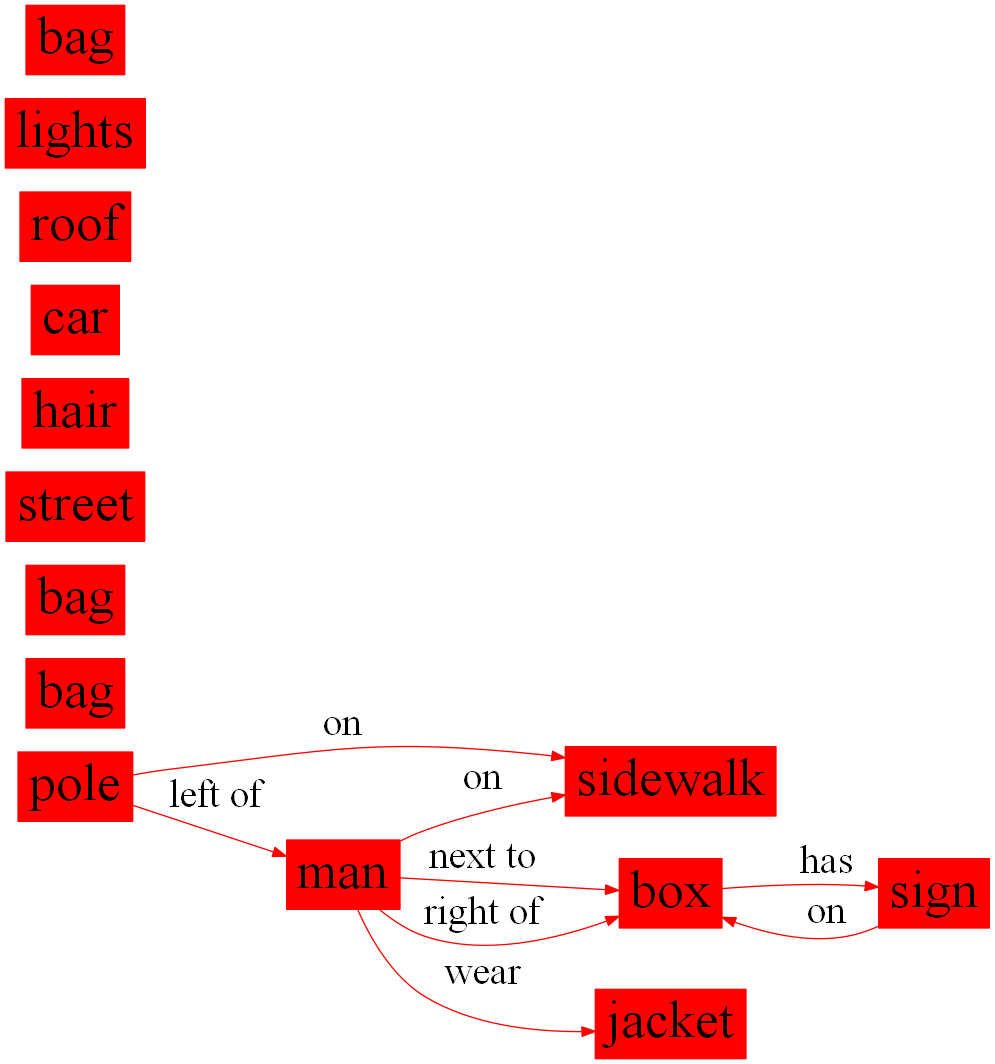 bag
lights
roof
car
hair
street
bag
bag
on
pole
left of
on
sidewalk
man
next to
right of
wear
box
has
on
sign
jacket